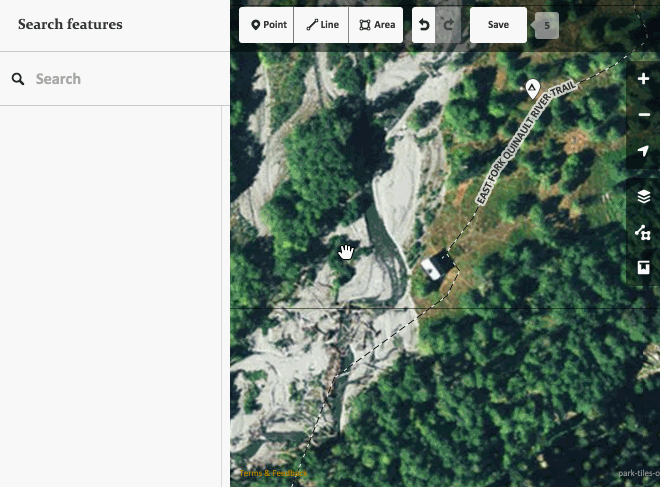 Search features
Point
Line
Area
Save
5
Search
EAST FORK QUINAULT RIVER TRAIL
Terms & Feedback
park-tiles-o